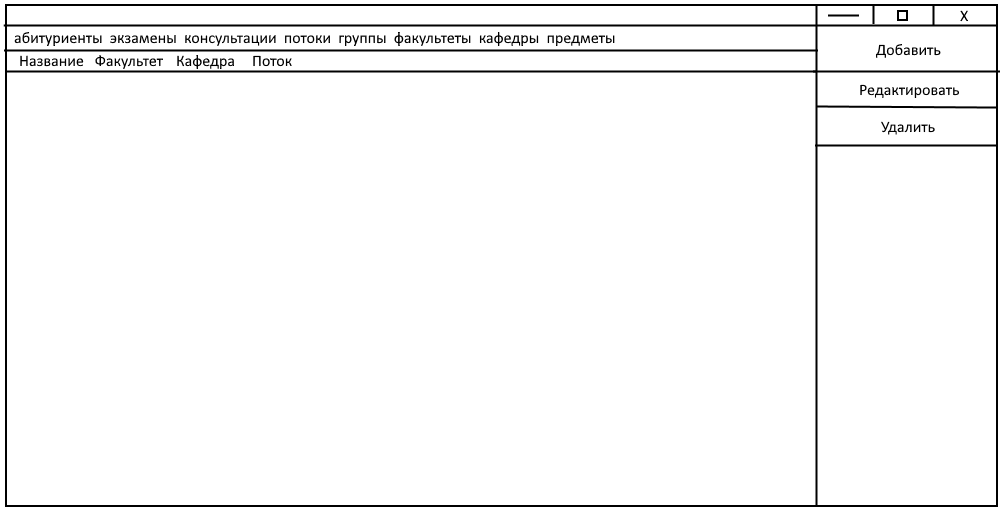 X
абитуриенты экзамены консультации потоки группы факультеты кафедры предметы
Добавить
Название Факультет Кафедра Поток
Редактировать
Удалить